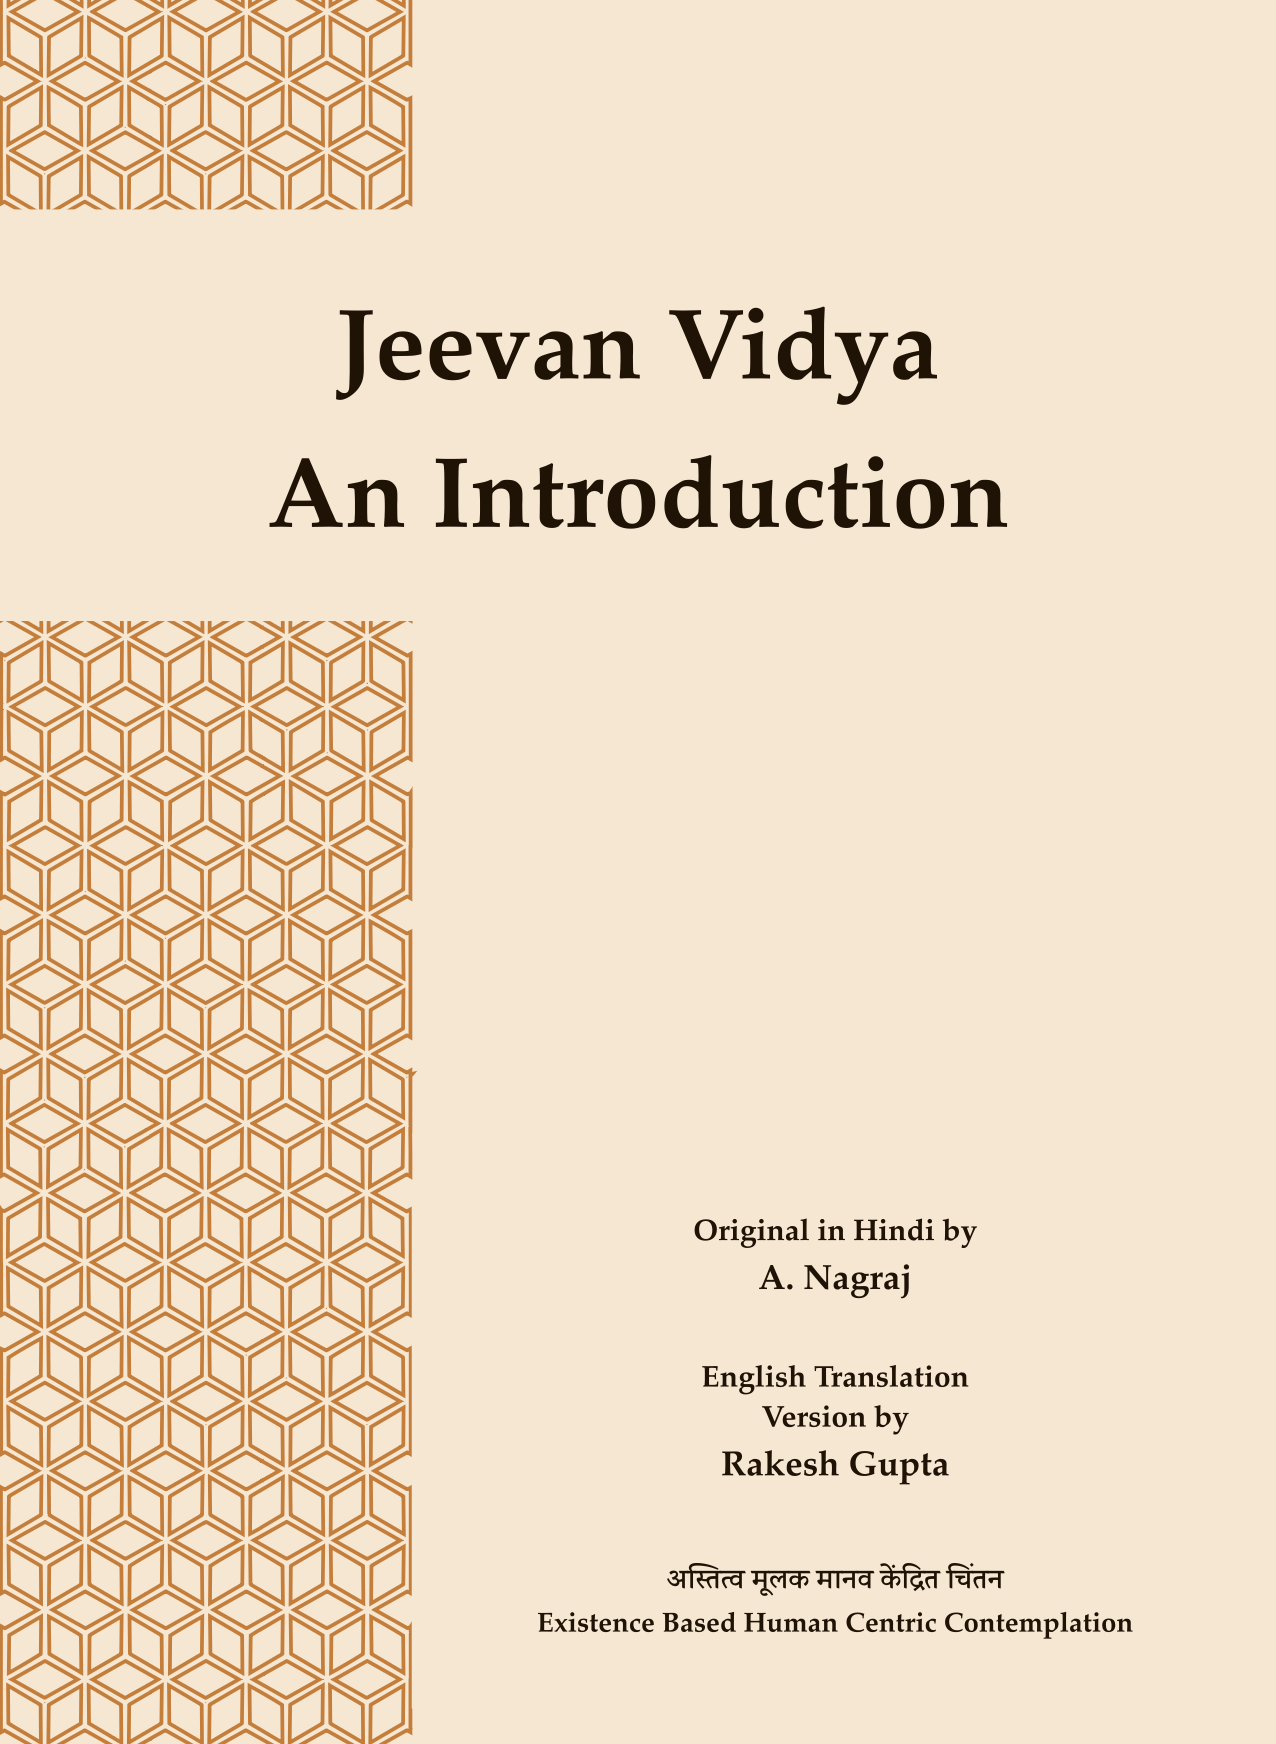 Jeevan Vidya
An Introduction
Original in Hindi by
A. Nagraj
English Translation
Version by
Rakesh Gupta
अस्तित्व मूलक मानव केंद्रित चिंतन
Existence Based Human Centric Contemplation